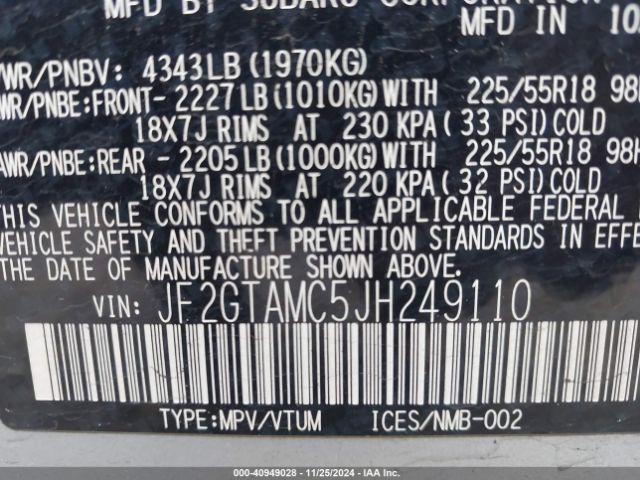 MFD BY SUBARU CORPORATION
MFD IN 10
VWR/PNBV: 4343LB (1970KG)
WR/PNBE:FRONT-2227LB(1010KG)WITH 225/55R18 98H
18X7J RIMS AT 230 KPA( 33 PSI)COLD
AWR/PNBE:REAR -2205LB(1000KG)WITH 225/55R18 98H
18X7J RIMS AT 220 KPA( 32 PSI)COLD
THIS VEHICLE CONFORMS TO ALL APPLICABLE FEDERAL
VEHICLE SAFETY AND THEFT PREVENTION STANDARDS IN EFFE
THE DATE OF MANUFACTURE SHOWN ABOVE.
VIN: JF2GTAMC5JH249110
TYPE:MPV/VTUM ICES/NMB-002
000-40949028 - 11/25/2024 - IAA, Inc.